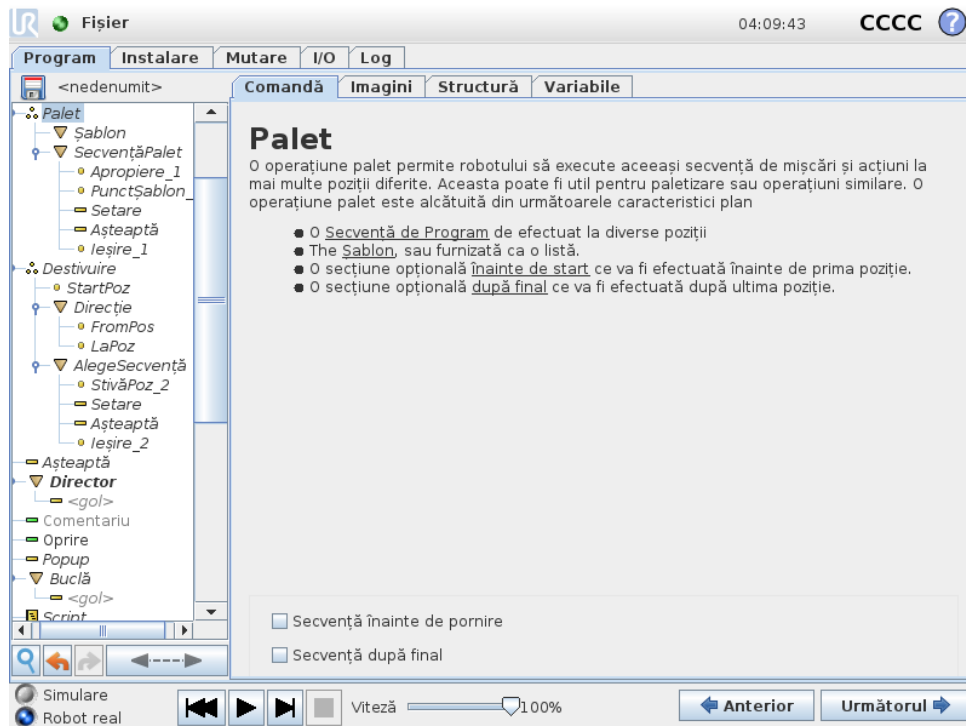 UR Fișier 04:09:43 CCCC ?
Program Instalare Mutare I/O Log
<nedenumit>
Comandă Imagini Structură Variabile
Palet
Șablon
SecvențăPalet
Apropiere_1
PunctȘablon_
Setare
Așteaptă
Ieșire_1
Destivuire
StartPoz
Direcție
FromPos
LaPoz
AlegeSecvență
StivăPoz_2
Setare
Așteaptă
Ieșire_2
Așteaptă
Director
<gol>
Comentariu
Oprire
Popup
Buclă
<gol>
Script
Palet
O operațiune palet permite robotului să execute aceeași secvență de mișcări și acțiuni la
mai multe poziții diferite. Aceasta poate fi util pentru paletizare sau operațiuni similare. O
operațiune palet este alcătuită din următoarele caracteristici plan
O Secvență de Program de efectuat la diverse poziții
The Șablon, sau furnizată ca o listă.
O secțiune opțională înainte de start ce va fi efectuată înainte de prima poziție.
O secțiune opțională după final ce va fi efectuată după ultima poziție.
Secvență înainte de pornire
Secvență după final
Simulare
Robot real
Viteză 100%
Anterior
Următorul